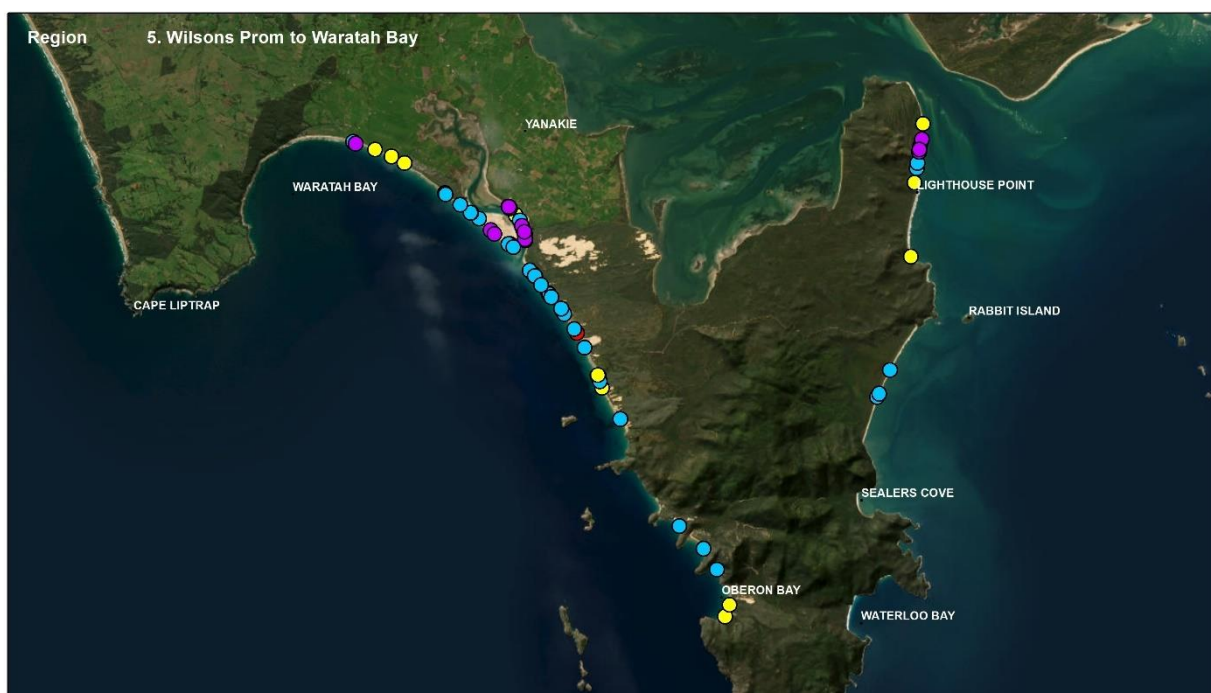 Region 5. Wilsons Prom to Waratah Bay
YANAKIE
WARATAH BAY
LIGHTHOUSE POINT
CAPE LIPTRAP
RABBIT ISLAND
SEALERS COVE
OBERON BAY
WATERLOO BAY